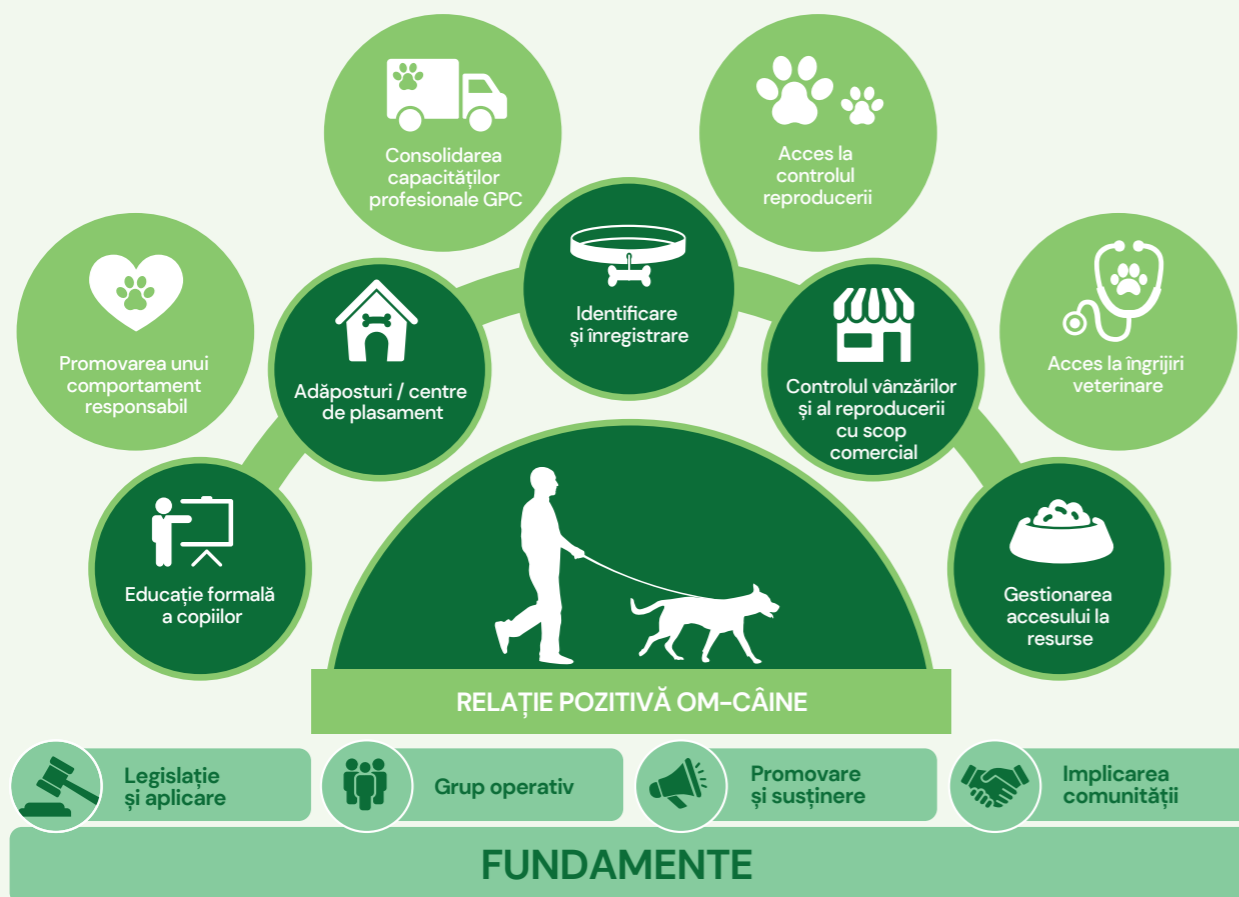 Consolidarea
capacităților
profesionale GPC
Acces la
controlul
reproducerii
Promovarea unui
comportament
responsabil
Adăposturi / centre
de plasament
Identificare
și înregistrare
Controlul vânzărilor
și al reproducerii
cu scop
comercial
Acces la îngrijiri
veterinare
Educație formală
a copiilor
Gestionarea
accesului la
resurse
RELAȚIE POZITIVĂ OM–CÂINE
Legislație
și aplicare
Grup operativ
Promovare
și susținere
Implicarea
comunității
FUNDAMENTE